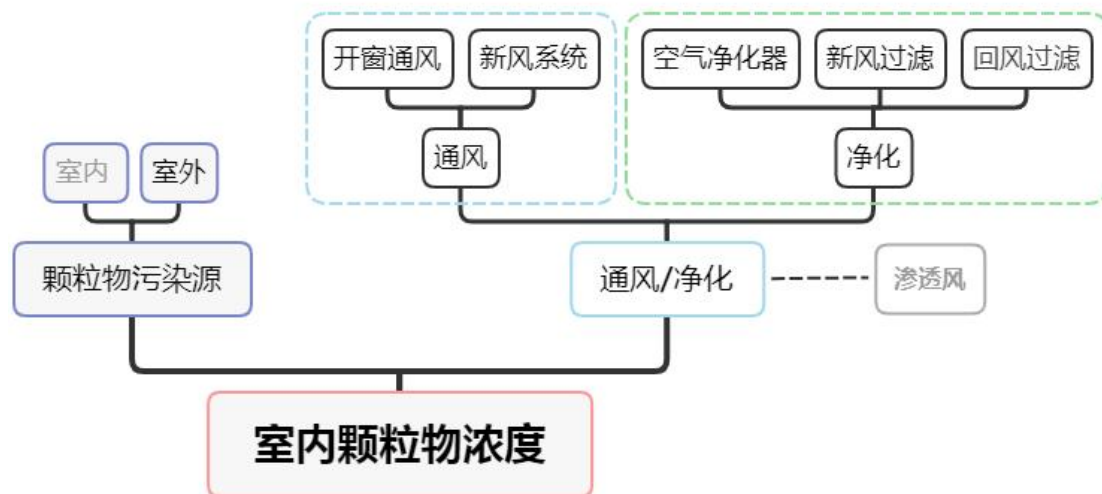 开窗通风 新风系统 空气净化器 新风过滤 回风过滤
室内 室外 通风 净化
颗粒物污染源 通风/净化 渗透风
室内颗粒物浓度